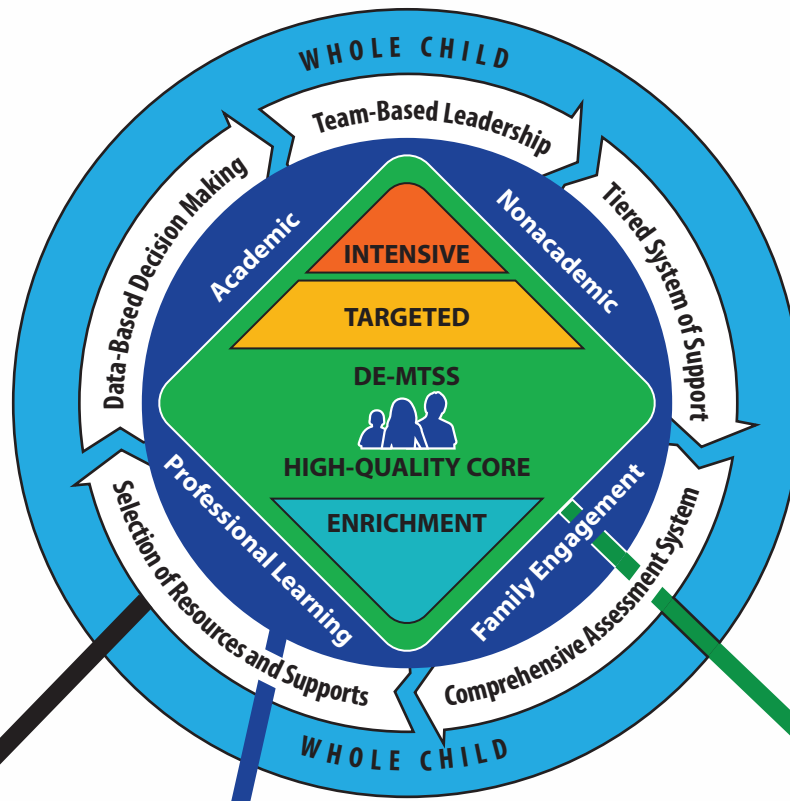 WHOLE CHILD
Team-Based Leadership
Data-Based Decision Making
Tiered System of Support
Academic
Nonacademic
INTENSIVE
TARGETED
DE-MTSS
HIGH-QUALITY CORE
ENRICHMENT
Professional Learning
Family Engagement
Selection of Resources and Supports
Comprehensive Assessment System
WHOLE CHILD